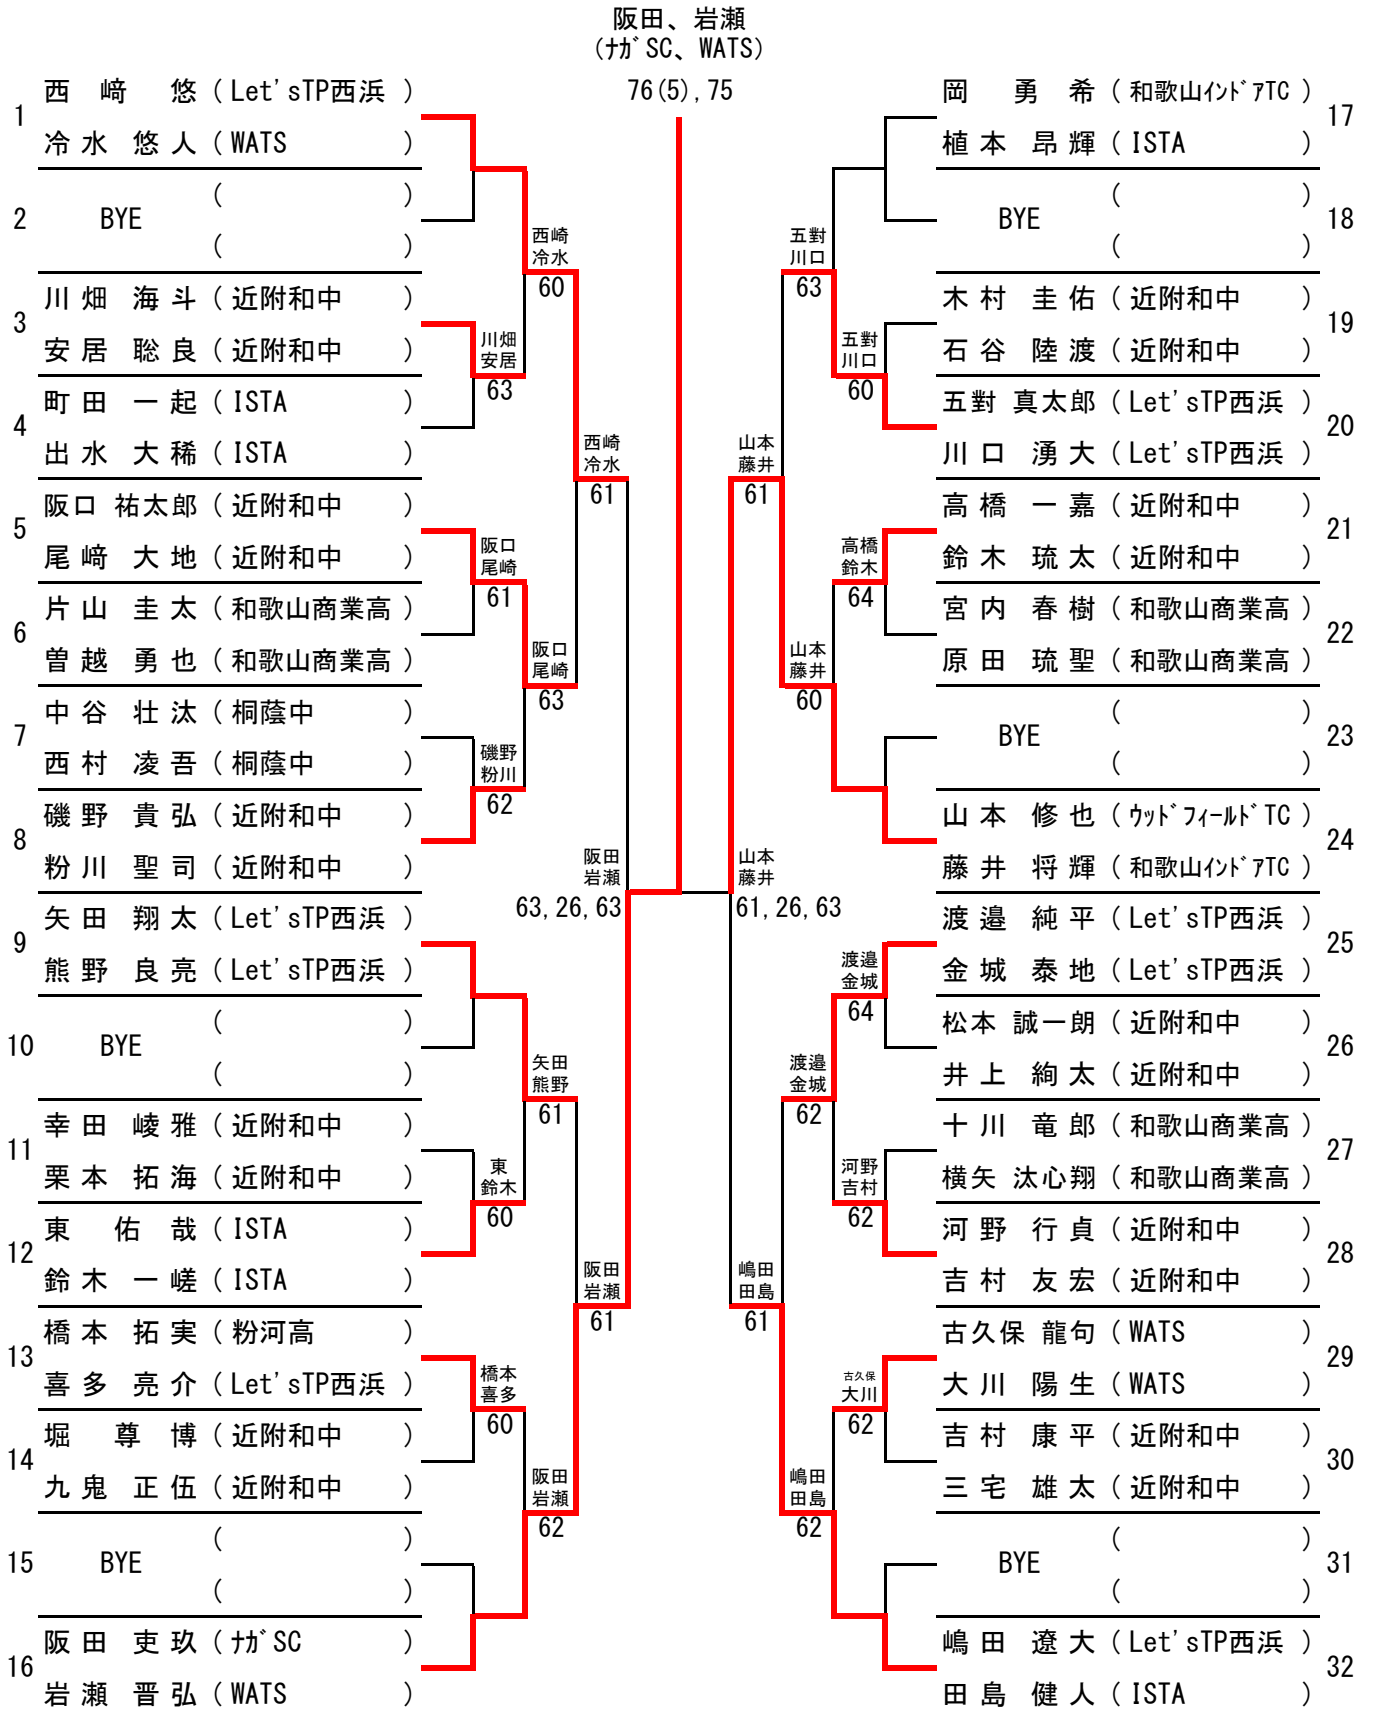 阪田、岩瀬
(ﾅｶﾞSC、WATS)
76(5),75
1 西﨑 悠 ( Let'sTP西浜 )
冷水 悠人 ( WATS )
2 BYE ( )
( )
3 川畑 海斗 ( 近附和中 )
安居 聡良 ( 近附和中 )
4 町田 一起 ( ISTA )
出水 大稀 ( ISTA )
5 阪口 祐太郎 ( 近附和中 )
尾﨑 大地 ( 近附和中 )
6 片山 圭太 ( 和歌山商業高 )
曽越 勇也 ( 和歌山商業高 )
7 中谷 壮汰 ( 桐蔭中 )
西村 凌吾 ( 桐蔭中 )
8 磯野 貴弘 ( 近附和中 )
粉川 聖司 ( 近附和中 )
9 矢田 翔太 ( Let'sTP西浜 )
熊野 良亮 ( Let'sTP西浜 )
10 BYE ( )
( )
11 幸田 崚雅 ( 近附和中 )
栗本 拓海 ( 近附和中 )
12 東 佑哉 ( ISTA )
鈴木 一嵯 ( ISTA )
13 橋本 拓実 ( 粉河高 )
喜多 亮介 ( Let'sTP西浜 )
14 堀 尊博 ( 近附和中 )
九鬼 正伍 ( 近附和中 )
15 BYE ( )
( )
16 阪田 吏玖 ( ﾅｶﾞSC )
岩瀬 晋弘 ( WATS )
川畑
安居
63
阪口
尾崎
61
磯野
粉川
62
東
鈴木
60
橋本
喜多
60
西崎
冷水
60
阪口
尾崎
63
矢田
熊野
61
阪田
岩瀬
62
西崎
冷水
61
阪田
岩瀬
61
阪田
岩瀬
63,26,63
山本
藤井
61,26,63
山本
藤井
61
嶋田
田島
61
五對
川口
63
山本
藤井
60
渡邉
金城
62
嶋田
田島
62
五對
川口
60
高橋
鈴木
64
渡邉
金城
64
河野
吉村
62
古久保
大川
62
岡 勇希 ( 和歌山ｲﾝﾄﾞｱTC ) 17
植本 昂輝 ( ISTA )
BYE ( ) 18
( )
木村 圭佑 ( 近附和中 ) 19
石谷 陸渡 ( 近附和中 )
五對 真太郎 ( Let'sTP西浜 ) 20
川口 湧大 ( Let'sTP西浜 )
高橋 一嘉 ( 近附和中 ) 21
鈴木 琉太 ( 近附和中 )
宮内 春樹 ( 和歌山商業高 ) 22
原田 琉聖 ( 和歌山商業高 )
BYE ( ) 23
( )
山本 修也 ( ｳｯﾄﾞﾌｨｰﾙﾄﾞTC ) 24
藤井 将輝 ( 和歌山ｲﾝﾄﾞｱTC )
渡邉 純平 ( Let'sTP西浜 ) 25
金城 泰地 ( Let'sTP西浜 )
松本 誠一朗 ( 近附和中 ) 26
井上 絢太 ( 近附和中 )
十川 竜郎 ( 和歌山商業高 ) 27
横矢 汰心翔 ( 和歌山商業高 )
河野 行貞 ( 近附和中 ) 28
吉村 友宏 ( 近附和中 )
古久保 龍句 ( WATS ) 29
大川 陽生 ( WATS )
吉村 康平 ( 近附和中 ) 30
三宅 雄太 ( 近附和中 )
BYE ( ) 31
( )
嶋田 遼大 ( Let'sTP西浜 ) 32
田島 健人 ( ISTA )